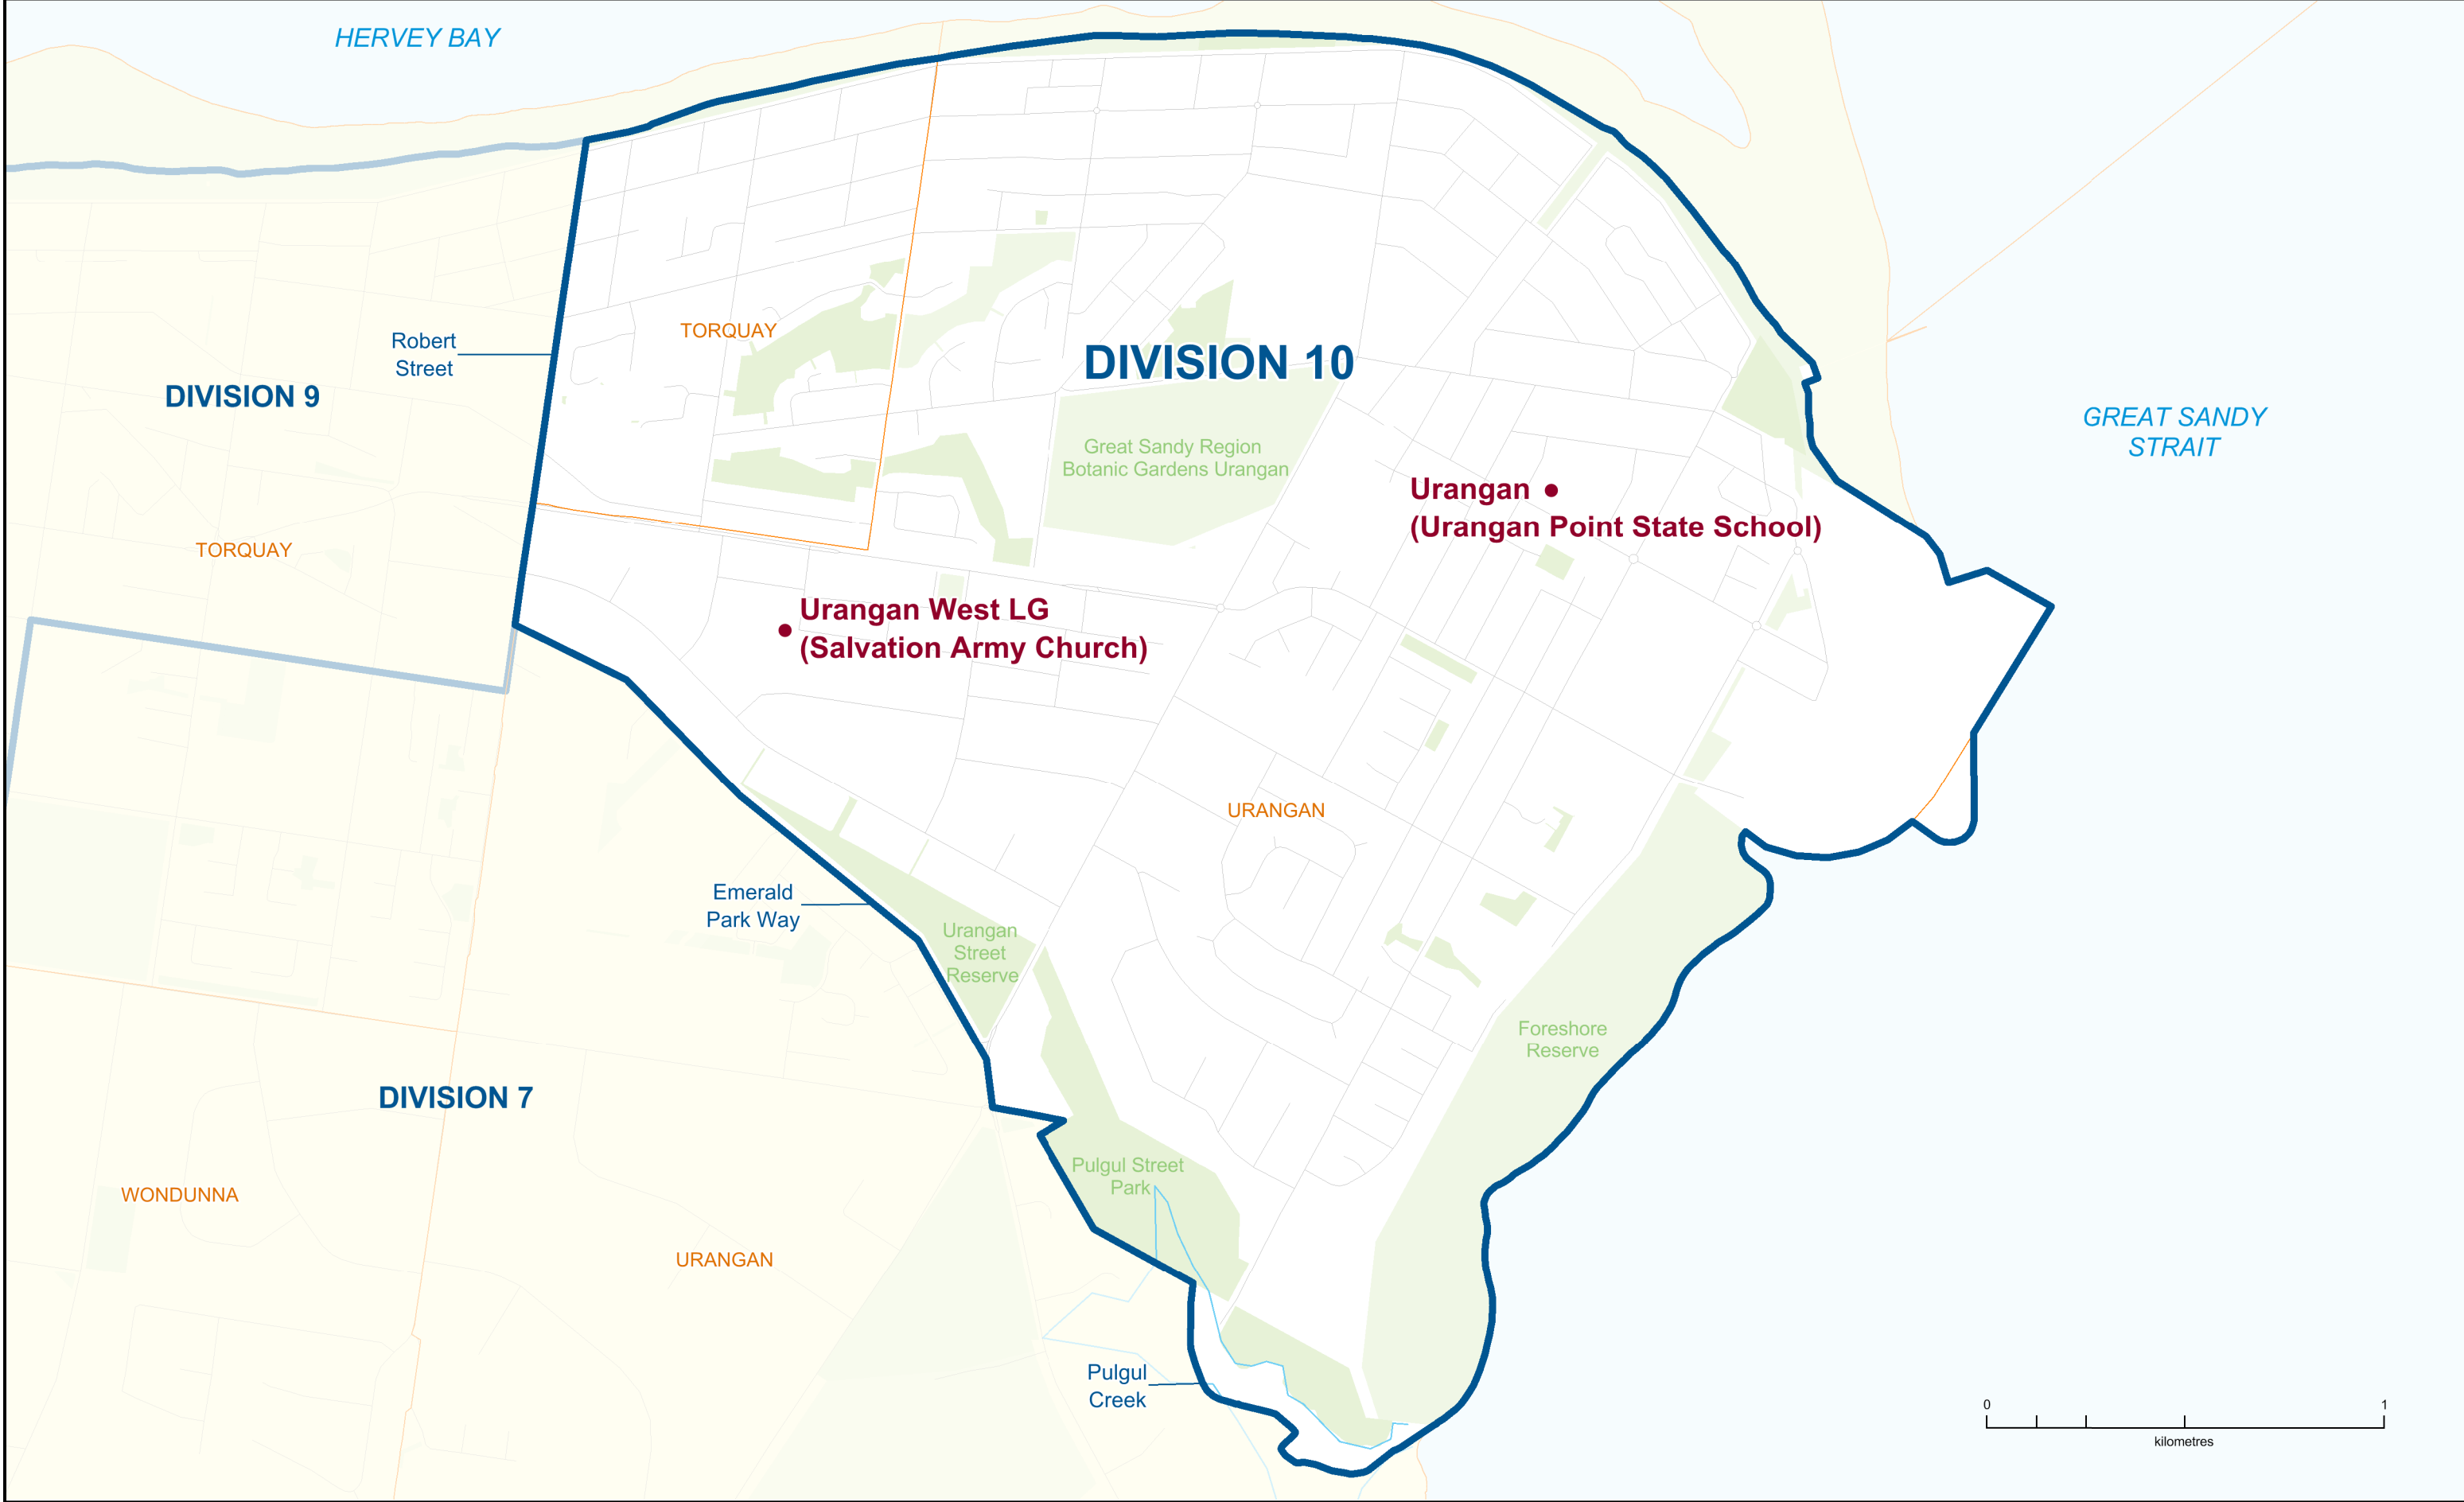 HERVEY BAY
Robert
Street
TORQUAY
DIVISION 10
DIVISION 9
GREAT SANDY
STRAIT
Great Sandy Region
Botanic Gardens Urangan
Urangan
(Urangan Point State School)
TORQUAY
Urangan West LG
(Salvation Army Church)
URANGAN
Emerald
Park Way
Urangan
Street
Reserve
Foreshore
Reserve
DIVISION 7
Pulgul Street
Park
WONDUNNA
URANGAN
Pulgul
Creek
0 1
kilometres